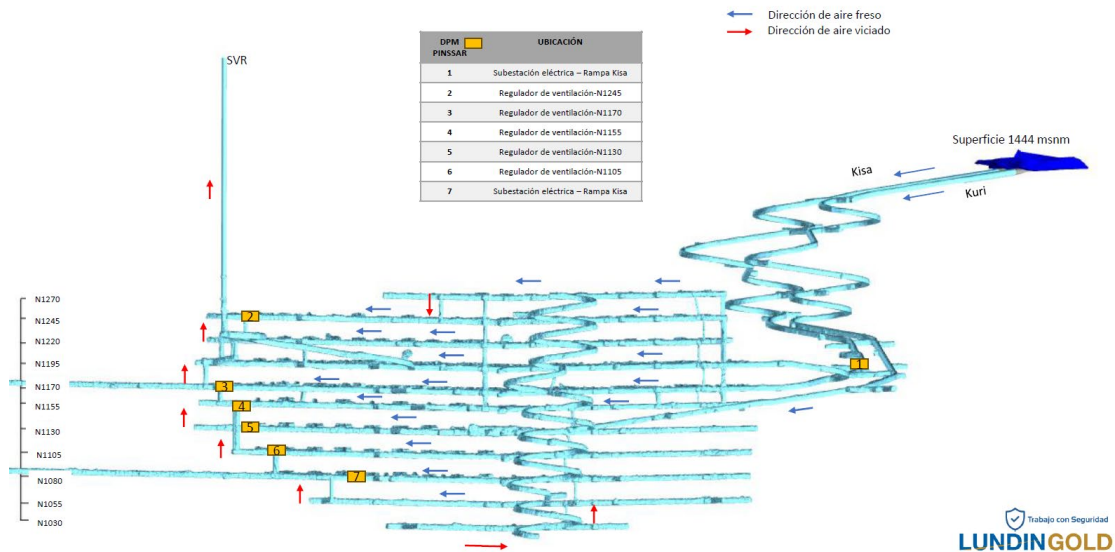 Dirección de aire freso
Dirección de aire viciado
DPM PINSSAR UBICACIÓN
1 Subestación eléctrica – Rampa Kisa
2 Regulador de ventilación-N1245
3 Regulador de ventilación-N1170
4 Regulador de ventilación-N1155
5 Regulador de ventilación-N1130
6 Regulador de ventilación-N1105
7 Subestación eléctrica – Rampa Kisa
SVR
Superficie 1444 msnm
Kisa
Kuri
N1270
N1245
2
N1220
N1195
1
N1170
3
N1155
4
N1130
5
N1105
6
N1080
7
N1055
N1030
Trabajo con Seguridad
LUNDINGOLD